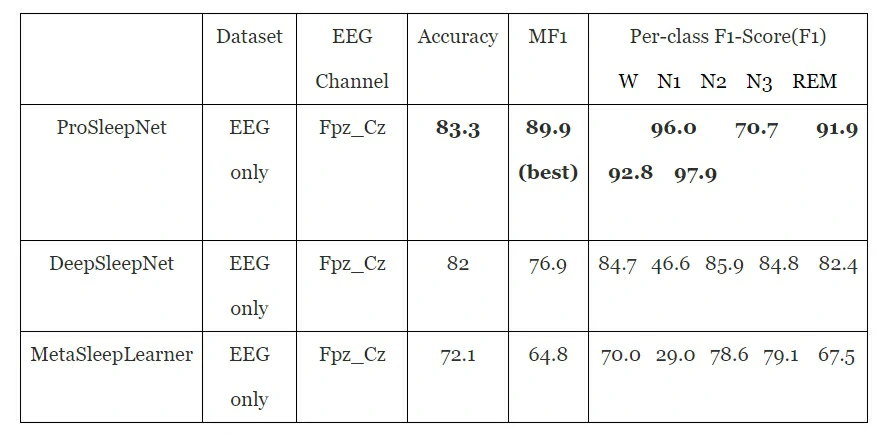 Dataset EEG Channel Accuracy MF1 Per-class F1-Score(F1)
W N1 N2 N3 REM
ProSleepNet EEG only Fpz_Cz 83.3 89.9 (best) 96.0 70.7 91.9
92.8 97.9
DeepSleepNet EEG only Fpz_Cz 82 76.9 84.7 46.6 85.9 84.8 82.4
MetaSleepLearner EEG only Fpz_Cz 72.1 64.8 70.0 29.0 78.6 79.1 67.5